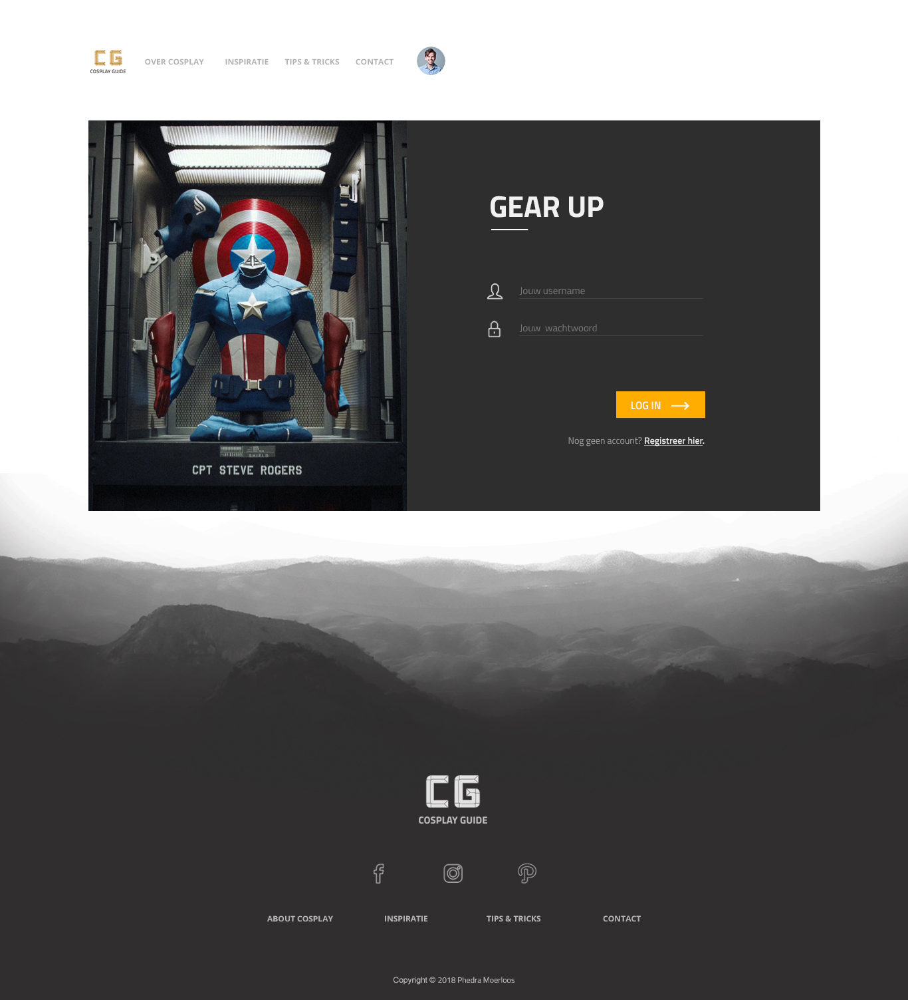 CG
COSPLAY GUIDE
OVER COSPLAY
INSPIRATIE
TIPS & TRICKS
CONTACT
SHIELD
CPT STEVE ROGERS
GEAR UP
Jouw username
Jouw wachtwoord
LOG IN
Nog geen account? Registreer hier.
CG
COSPLAY GUIDE
ABOUT COSPLAY
INSPIRATIE
TIPS & TRICKS
CONTACT
Copyright © 2018 Phedra Moerloos